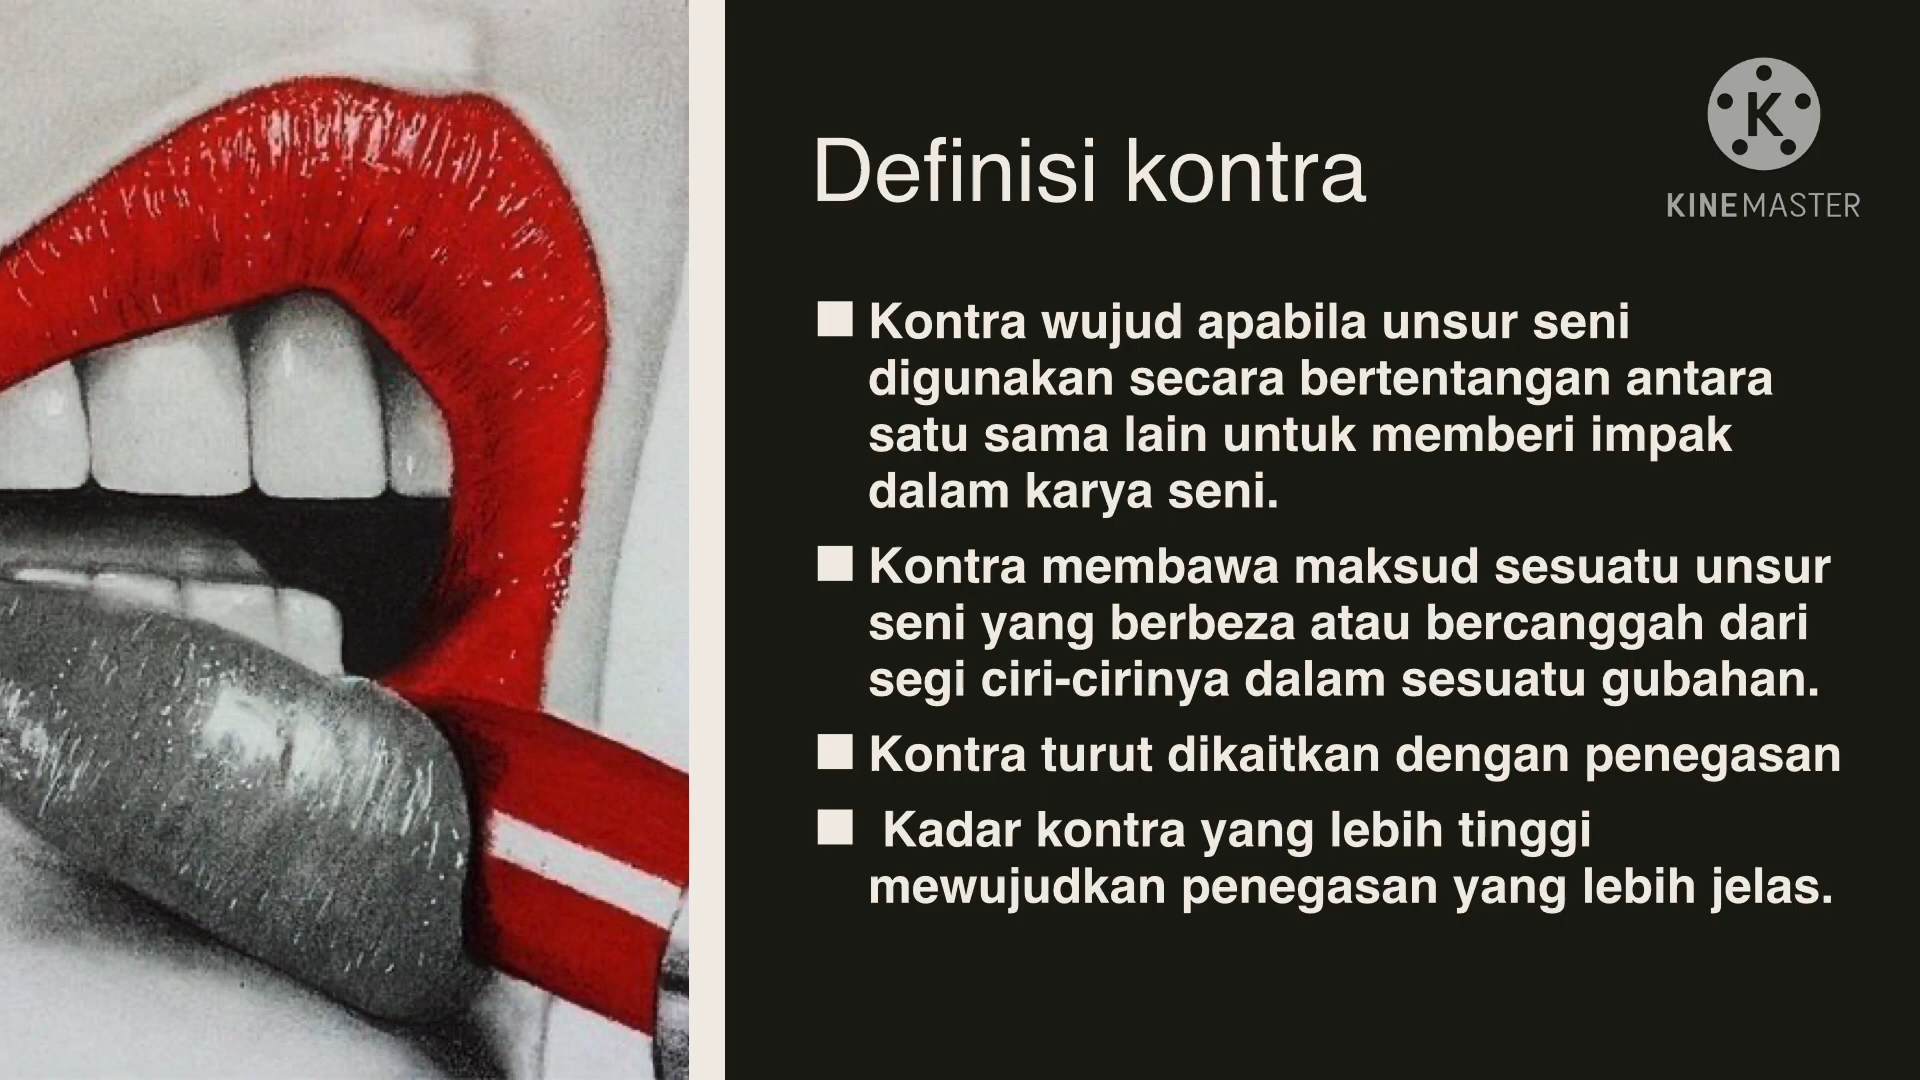 Definisi kontra
K
KINEMASTER
Kontra wujud apabila unsur seni
digunakan secara bertentangan antara
satu sama lain untuk memberi impak
dalam karya seni.
Kontra membawa maksud sesuatu unsur
seni yang berbeza atau bercanggah dari
segi ciri-cirinya dalam sesuatu gubahan.
Kontra turut dikaitkan dengan penegasan
Kadar kontra yang lebih tinggi
mewujudkan penegasan yang lebih jelas.